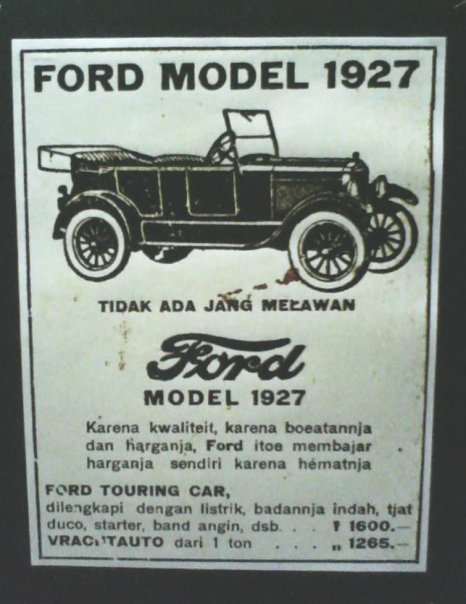 FORD MODEL 1927
TIDAK ADA JANG MELAWAN
Ford
MODEL 1927
Karena kwaliteit, karena boeatannja
dan harganja, Ford itoe membajar
harganja sendiri karena hématnja
FORD TOURING CAR,
dilengkapi dengan listrik, badannja indah, tjat
duco, starter, band angin, dsb. . . f 1600.—
VRACHTAUTO dari 1 ton . . . . „ 1265.—